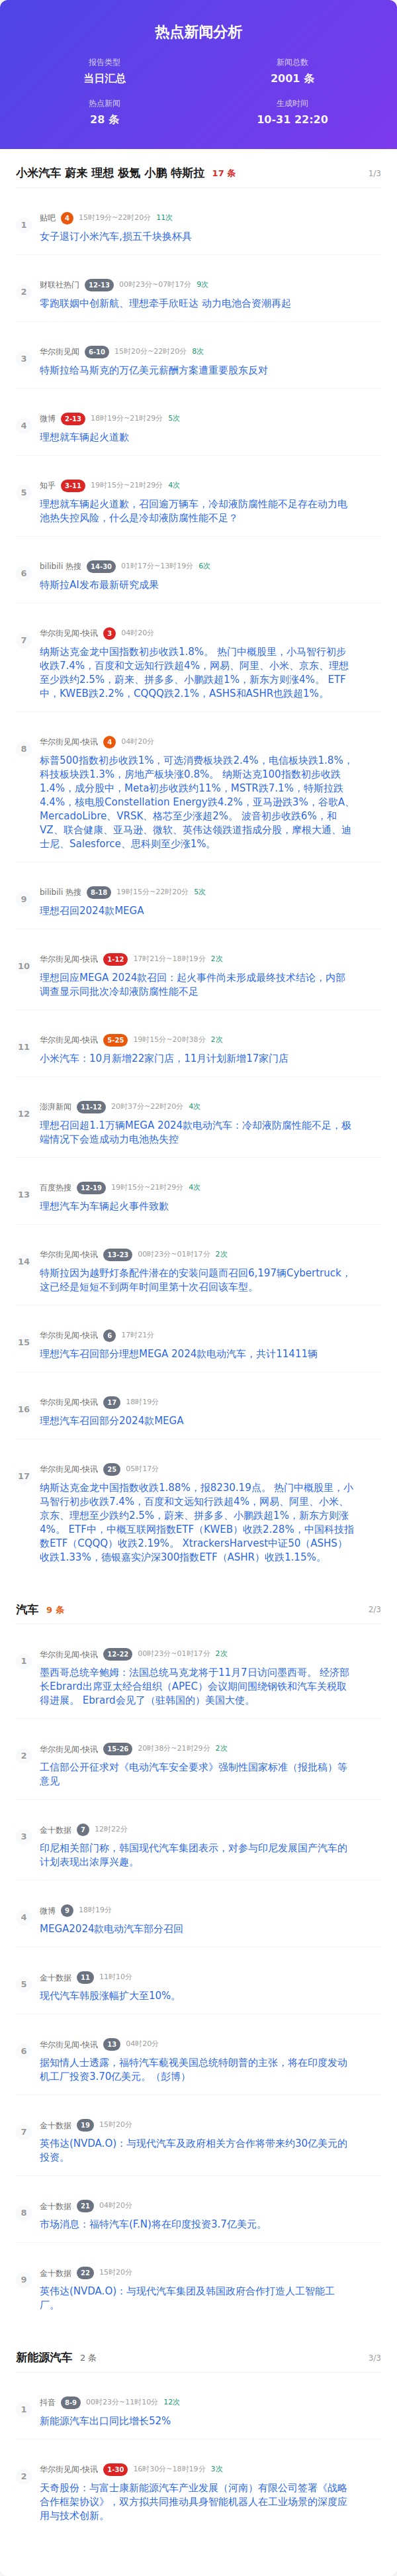 热点新闻分析
报告类型
新闻总数
当日汇总
2001 条
热点新闻
生成时间
28 条
10-31 22:20
小米汽车 蔚来 理想 极氪 小鹏 特斯拉 17 条 1/3
1
贴吧 4 15时19分~22时20分 11次
女子退订小米汽车,损五千块换杯具
2
财联社热门 12-13 00时23分~07时17分 9次
零跑联姻中创新航、理想牵手欣旺达 动力电池合资潮再起
3
华尔街见闻 6-10 15时20分~22时20分 8次
特斯拉给马斯克的万亿美元薪酬方案遭重要股东反对
4
微博 2-13 18时19分~21时29分 5次
理想就车辆起火道歉
5
知乎 3-11 19时15分~21时29分 4次
理想就车辆起火道歉，召回逾万辆车，冷却液防腐性能不足存在动力电
池热失控风险，什么是冷却液防腐性能不足？
6
bilibili 热搜 14-30 01时17分~13时19分 6次
特斯拉AI发布最新研究成果
7
华尔街见闻-快讯 3 04时20分
纳斯达克金龙中国指数初步收跌1.8%。 热门中概股里，小马智行初步
收跌7.4%，百度和文远知行跌超4%，网易、阿里、小米、京东、理想
至少跌约2.5%，蔚来、拼多多、小鹏跌超1%，新东方则涨4%。 ETF
中，KWEB跌2.2%，CQQQ跌2.1%，ASHS和ASHR也跌超1%。
8
华尔街见闻-快讯 4 04时20分
标普500指数初步收跌1%，可选消费板块跌2.4%，电信板块跌1.8%，
科技板块跌1.3%，房地产板块涨0.8%。 纳斯达克100指数初步收跌
1.4%，成分股中，Meta初步收跌约11%，MSTR跌7.1%，特斯拉跌
4.4%，核电股Constellation Energy跌4.2%，亚马逊跌3%，谷歌A、
MercadoLibre、VRSK、格芯至少涨超2%。 波音初步收跌6%，和
VZ、联合健康、亚马逊、微软、英伟达领跌道指成分股，摩根大通、迪
士尼、Salesforce、思科则至少涨1%。
9
bilibili 热搜 8-18 19时15分~22时20分 5次
理想召回2024款MEGA
10
华尔街见闻-快讯 1-12 17时21分~18时19分 2次
理想回应MEGA 2024款召回：起火事件尚未形成最终技术结论，内部
调查显示同批次冷却液防腐性能不足
11
华尔街见闻-快讯 5-25 19时15分~20时38分 2次
小米汽车：10月新增22家门店，11月计划新增17家门店
12
澎湃新闻 11-12 20时37分~22时20分 4次
理想召回超1.1万辆MEGA 2024款电动汽车：冷却液防腐性能不足，极
端情况下会造成动力电池热失控
13
百度热搜 12-19 19时15分~21时29分 4次
理想汽车为车辆起火事件致歉
14
华尔街见闻-快讯 13-23 00时23分~01时17分 2次
特斯拉因为越野灯条配件潜在的安装问题而召回6,197辆Cybertruck，
这已经是短短不到两年时间里第十次召回该车型。
15
华尔街见闻-快讯 6 17时21分
理想汽车召回部分理想MEGA 2024款电动汽车，共计11411辆
16
华尔街见闻-快讯 17 18时19分
理想汽车召回部分2024款MEGA
17
华尔街见闻-快讯 25 05时17分
纳斯达克金龙中国指数收跌1.88%，报8230.19点。 热门中概股里，小
马智行初步收跌7.4%，百度和文远知行跌超4%，网易、阿里、小米、
京东、理想至少跌约2.5%，蔚来、拼多多、小鹏跌超1%，新东方则涨
4%。 ETF中，中概互联网指数ETF（KWEB）收跌2.28%，中国科技指
数ETF（CQQQ）收跌2.19%。 XtrackersHarvest中证50（ASHS）
收跌1.33%，德银嘉实沪深300指数ETF（ASHR）收跌1.15%。
汽车 9 条 2/3
1
华尔街见闻-快讯 12-22 00时23分~01时17分 2次
墨西哥总统辛鲍姆：法国总统马克龙将于11月7日访问墨西哥。 经济部
长Ebrard出席亚太经合组织（APEC）会议期间围绕钢铁和汽车关税取
得进展。 Ebrard会见了（驻韩国的）美国大使。
2
华尔街见闻-快讯 15-26 20时38分~21时29分 2次
工信部公开征求对《电动汽车安全要求》强制性国家标准（报批稿）等
意见
3
金十数据 7 12时22分
印尼相关部门称，韩国现代汽车集团表示，对参与印尼发展国产汽车的
计划表现出浓厚兴趣。
4
微博 9 18时19分
MEGA2024款电动汽车部分召回
5
金十数据 11 11时10分
现代汽车韩股涨幅扩大至10%。
6
华尔街见闻-快讯 13 04时20分
据知情人士透露，福特汽车藐视美国总统特朗普的主张，将在印度发动
机工厂投资3.70亿美元。（彭博）
7
金十数据 19 15时20分
英伟达(NVDA.O)：与现代汽车及政府相关方合作将带来约30亿美元的
投资。
8
金十数据 21 04时20分
市场消息：福特汽车(F.N)将在印度投资3.7亿美元。
9
金十数据 22 15时20分
英伟达(NVDA.O)：与现代汽车集团及韩国政府合作打造人工智能工
厂。
新能源汽车 2 条 3/3
1
抖音 8-9 00时23分~11时10分 12次
新能源汽车出口同比增长52%
2
华尔街见闻-快讯 1-30 16时30分~18时19分 3次
天奇股份：与富士康新能源汽车产业发展（河南）有限公司签署《战略
合作框架协议》，双方拟共同推动具身智能机器人在工业场景的深度应
用与技术创新。